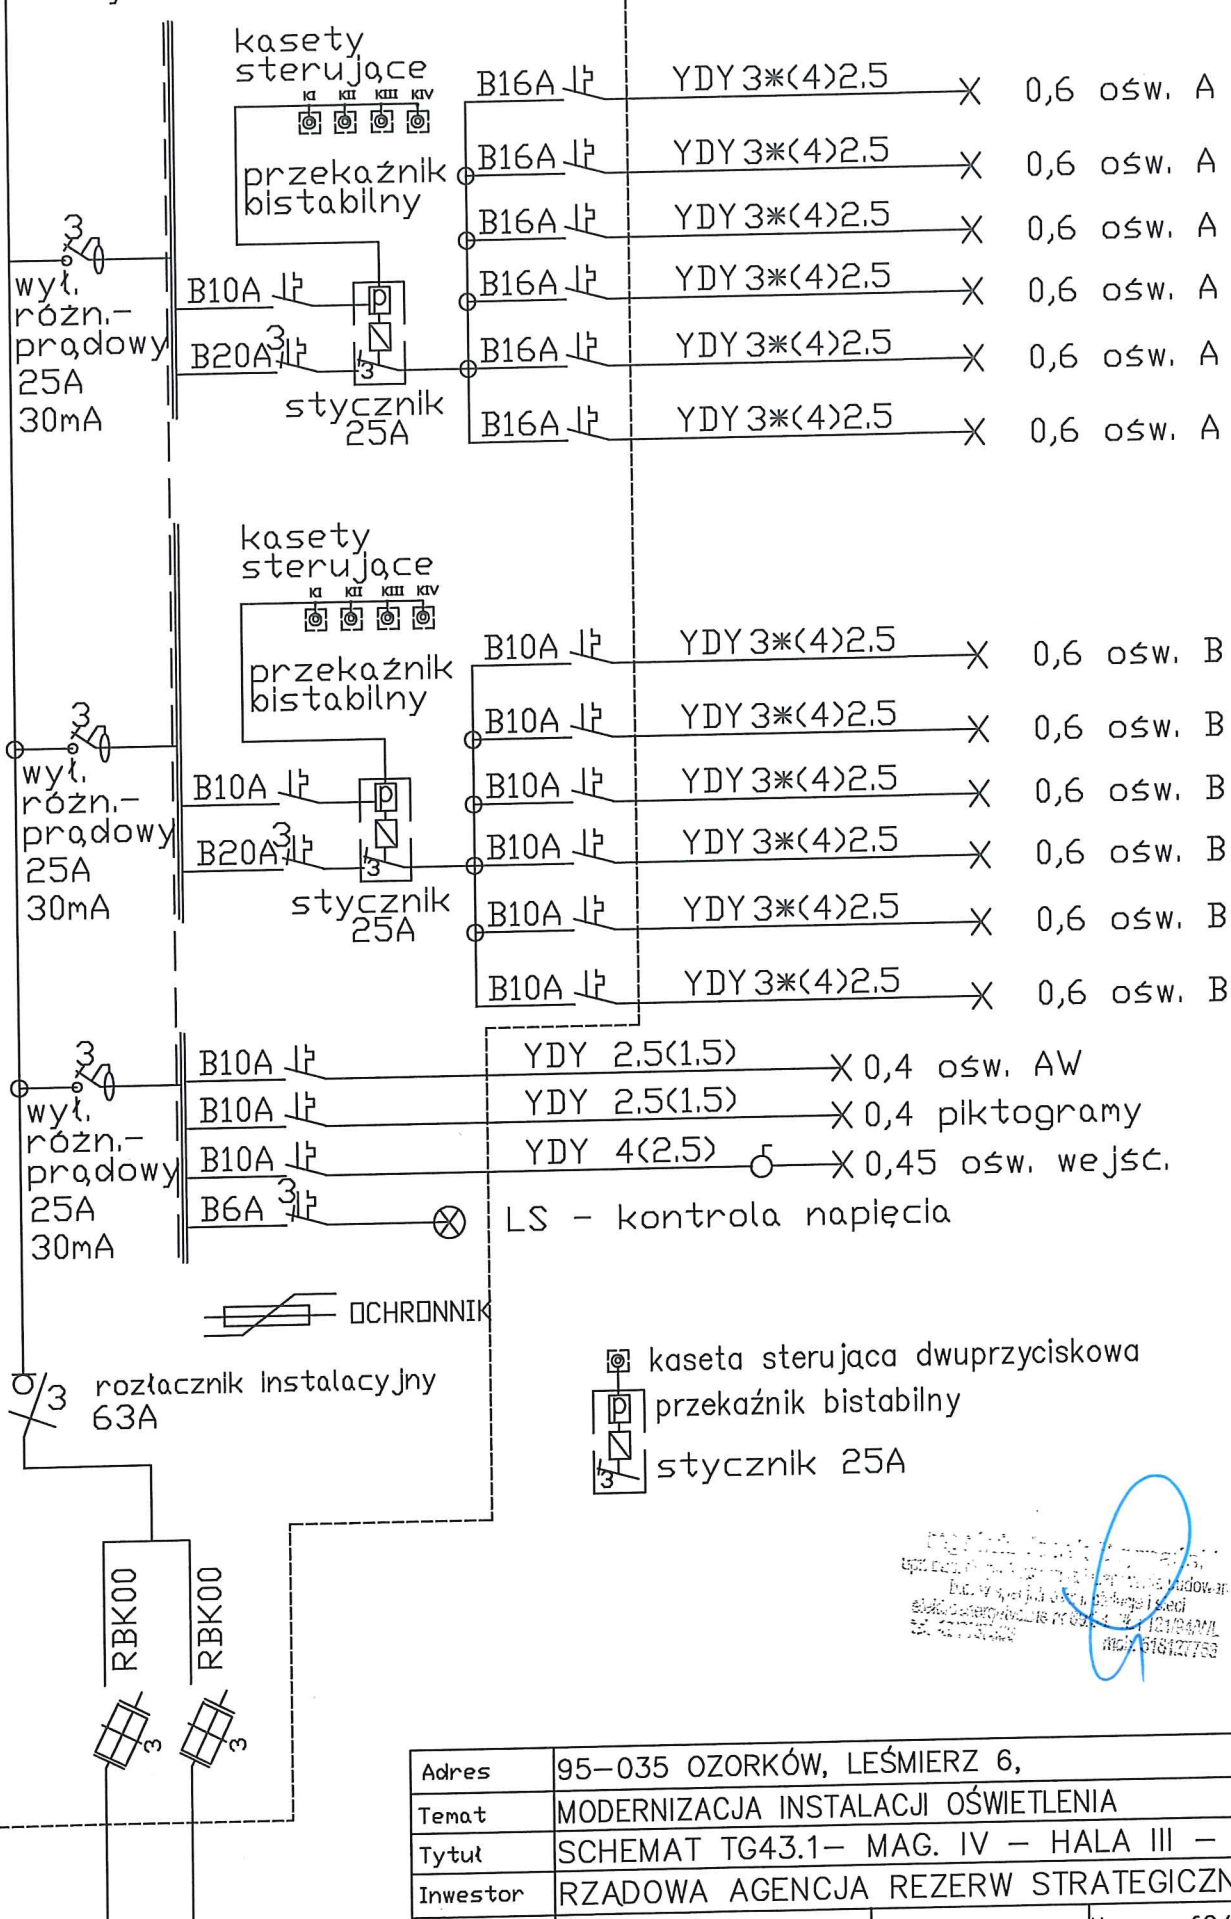 kasety
sterujące
KI KII KIII KIV
przekaźnik
bistabilny
B16A YDY 3*(4)2.5 0,6 ośw. A
B16A YDY 3*(4)2.5 0,6 ośw. A
B16A YDY 3*(4)2.5 0,6 ośw. A
B16A YDY 3*(4)2.5 0,6 ośw. A
B16A YDY 3*(4)2.5 0,6 ośw. A
B16A YDY 3*(4)2.5 0,6 ośw. A
3
wył.
różn.-
prądowy
25A
30mA
B10A
p
B20A 3
3
stycznik
25A
kasety
sterujące
KI KII KIII KIV
przekaźnik
bistabilny
B10A YDY 3*(4)2.5 0,6 ośw. B
B10A YDY 3*(4)2.5 0,6 ośw. B
B10A YDY 3*(4)2.5 0,6 ośw. B
B10A YDY 3*(4)2.5 0,6 ośw. B
B10A YDY 3*(4)2.5 0,6 ośw. B
B10A YDY 3*(4)2.5 0,6 ośw. B
3
wył.
różn.-
prądowy
25A
30mA
B10A
p
B20A 3
3
stycznik
25A
3
wył.
różn.-
prądowy
25A
30mA
B10A YDY 2.5(1.5) 0,4 ośw. AW
B10A YDY 2.5(1.5) 0,4 piktogramy
B10A YDY 4(2.5) 0,45 ośw. wejść.
B6A 3 LS - kontrola napięcia
OCHRONNIK
3 rozłacznik instalacyjny
63A
kaseta sterujaca dwuprzyciskowa
p przekaźnik bistabilny
3 stycznik 25A
RBK00 RBK00
3 3
Adres 95-035 OZORKÓW, LEŚMIERZ 6,
Temat MODERNIZACJA INSTALACJI OŚWIETLENIA
Tytuł SCHEMAT TG43.1- MAG. IV - HALA III -
Inwestor RZADOWA AGENCJA REZERW STRATEGICZN